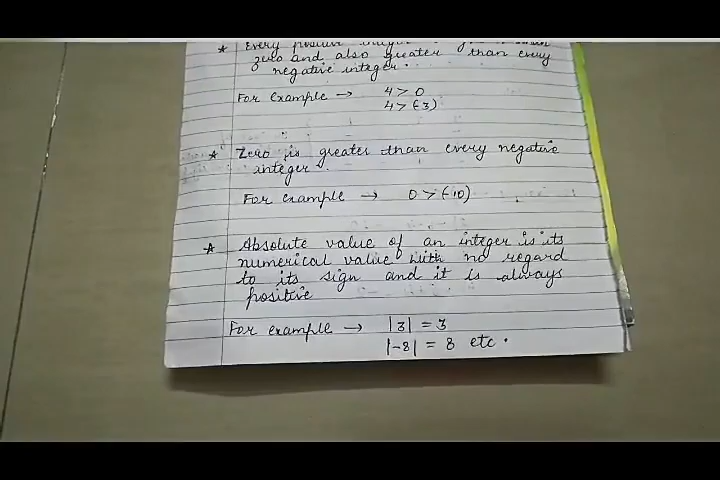 * Every positive
zero and also greater than every
negative integer.
For example → 4 > 0
4 > (-3)
* Zero is greater than every negative
integer.
For example → 0 > (-10)
* Absolute value of an integer is its
numerical value with no regard
to its sign and it is always
positive
For example → |3| = 3
|-8| = 8 etc.